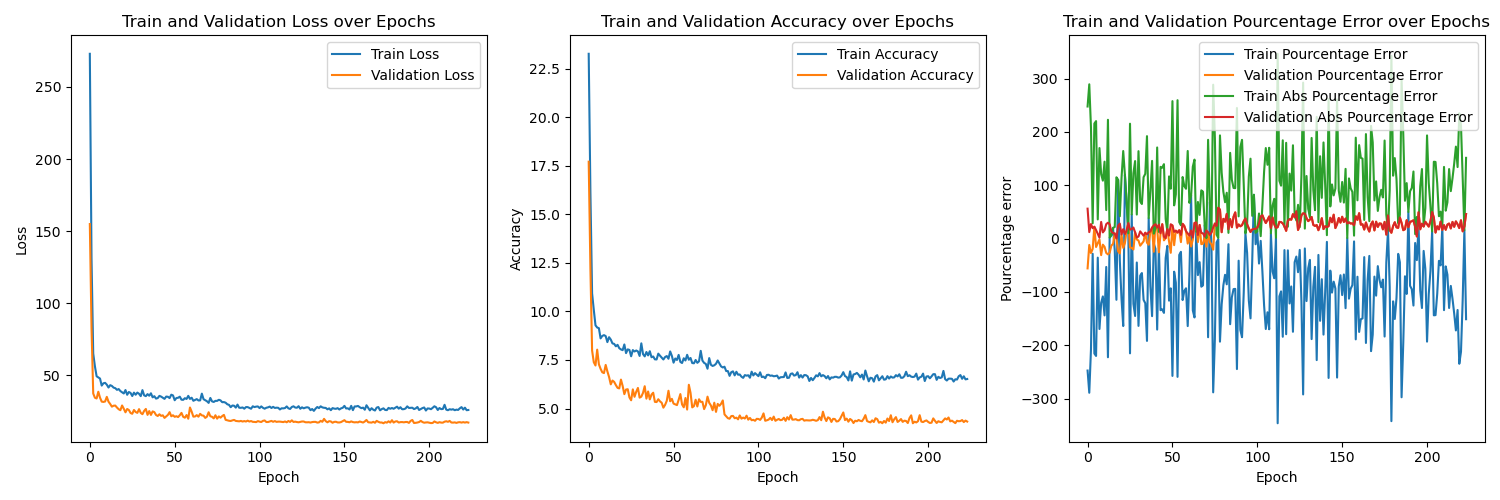 Train and Validation Loss over Epochs
Train Loss
Validation Loss
250
200
150
100
50
Loss
0
50
100
150
200
Epoch
Train and Validation Accuracy over Epochs
Train Accuracy
Validation Accuracy
22.5
20.0
17.5
15.0
12.5
10.0
7.5
5.0
Accuracy
0
50
100
150
200
Epoch
Train and Validation Pourcentage Error over Epochs
Train Pourcentage Error
Validation Pourcentage Error
Train Abs Pourcentage Error
Validation Abs Pourcentage Error
300
200
100
0
−100
−200
−300
Pourcentage error
0
50
100
150
200
Epoch